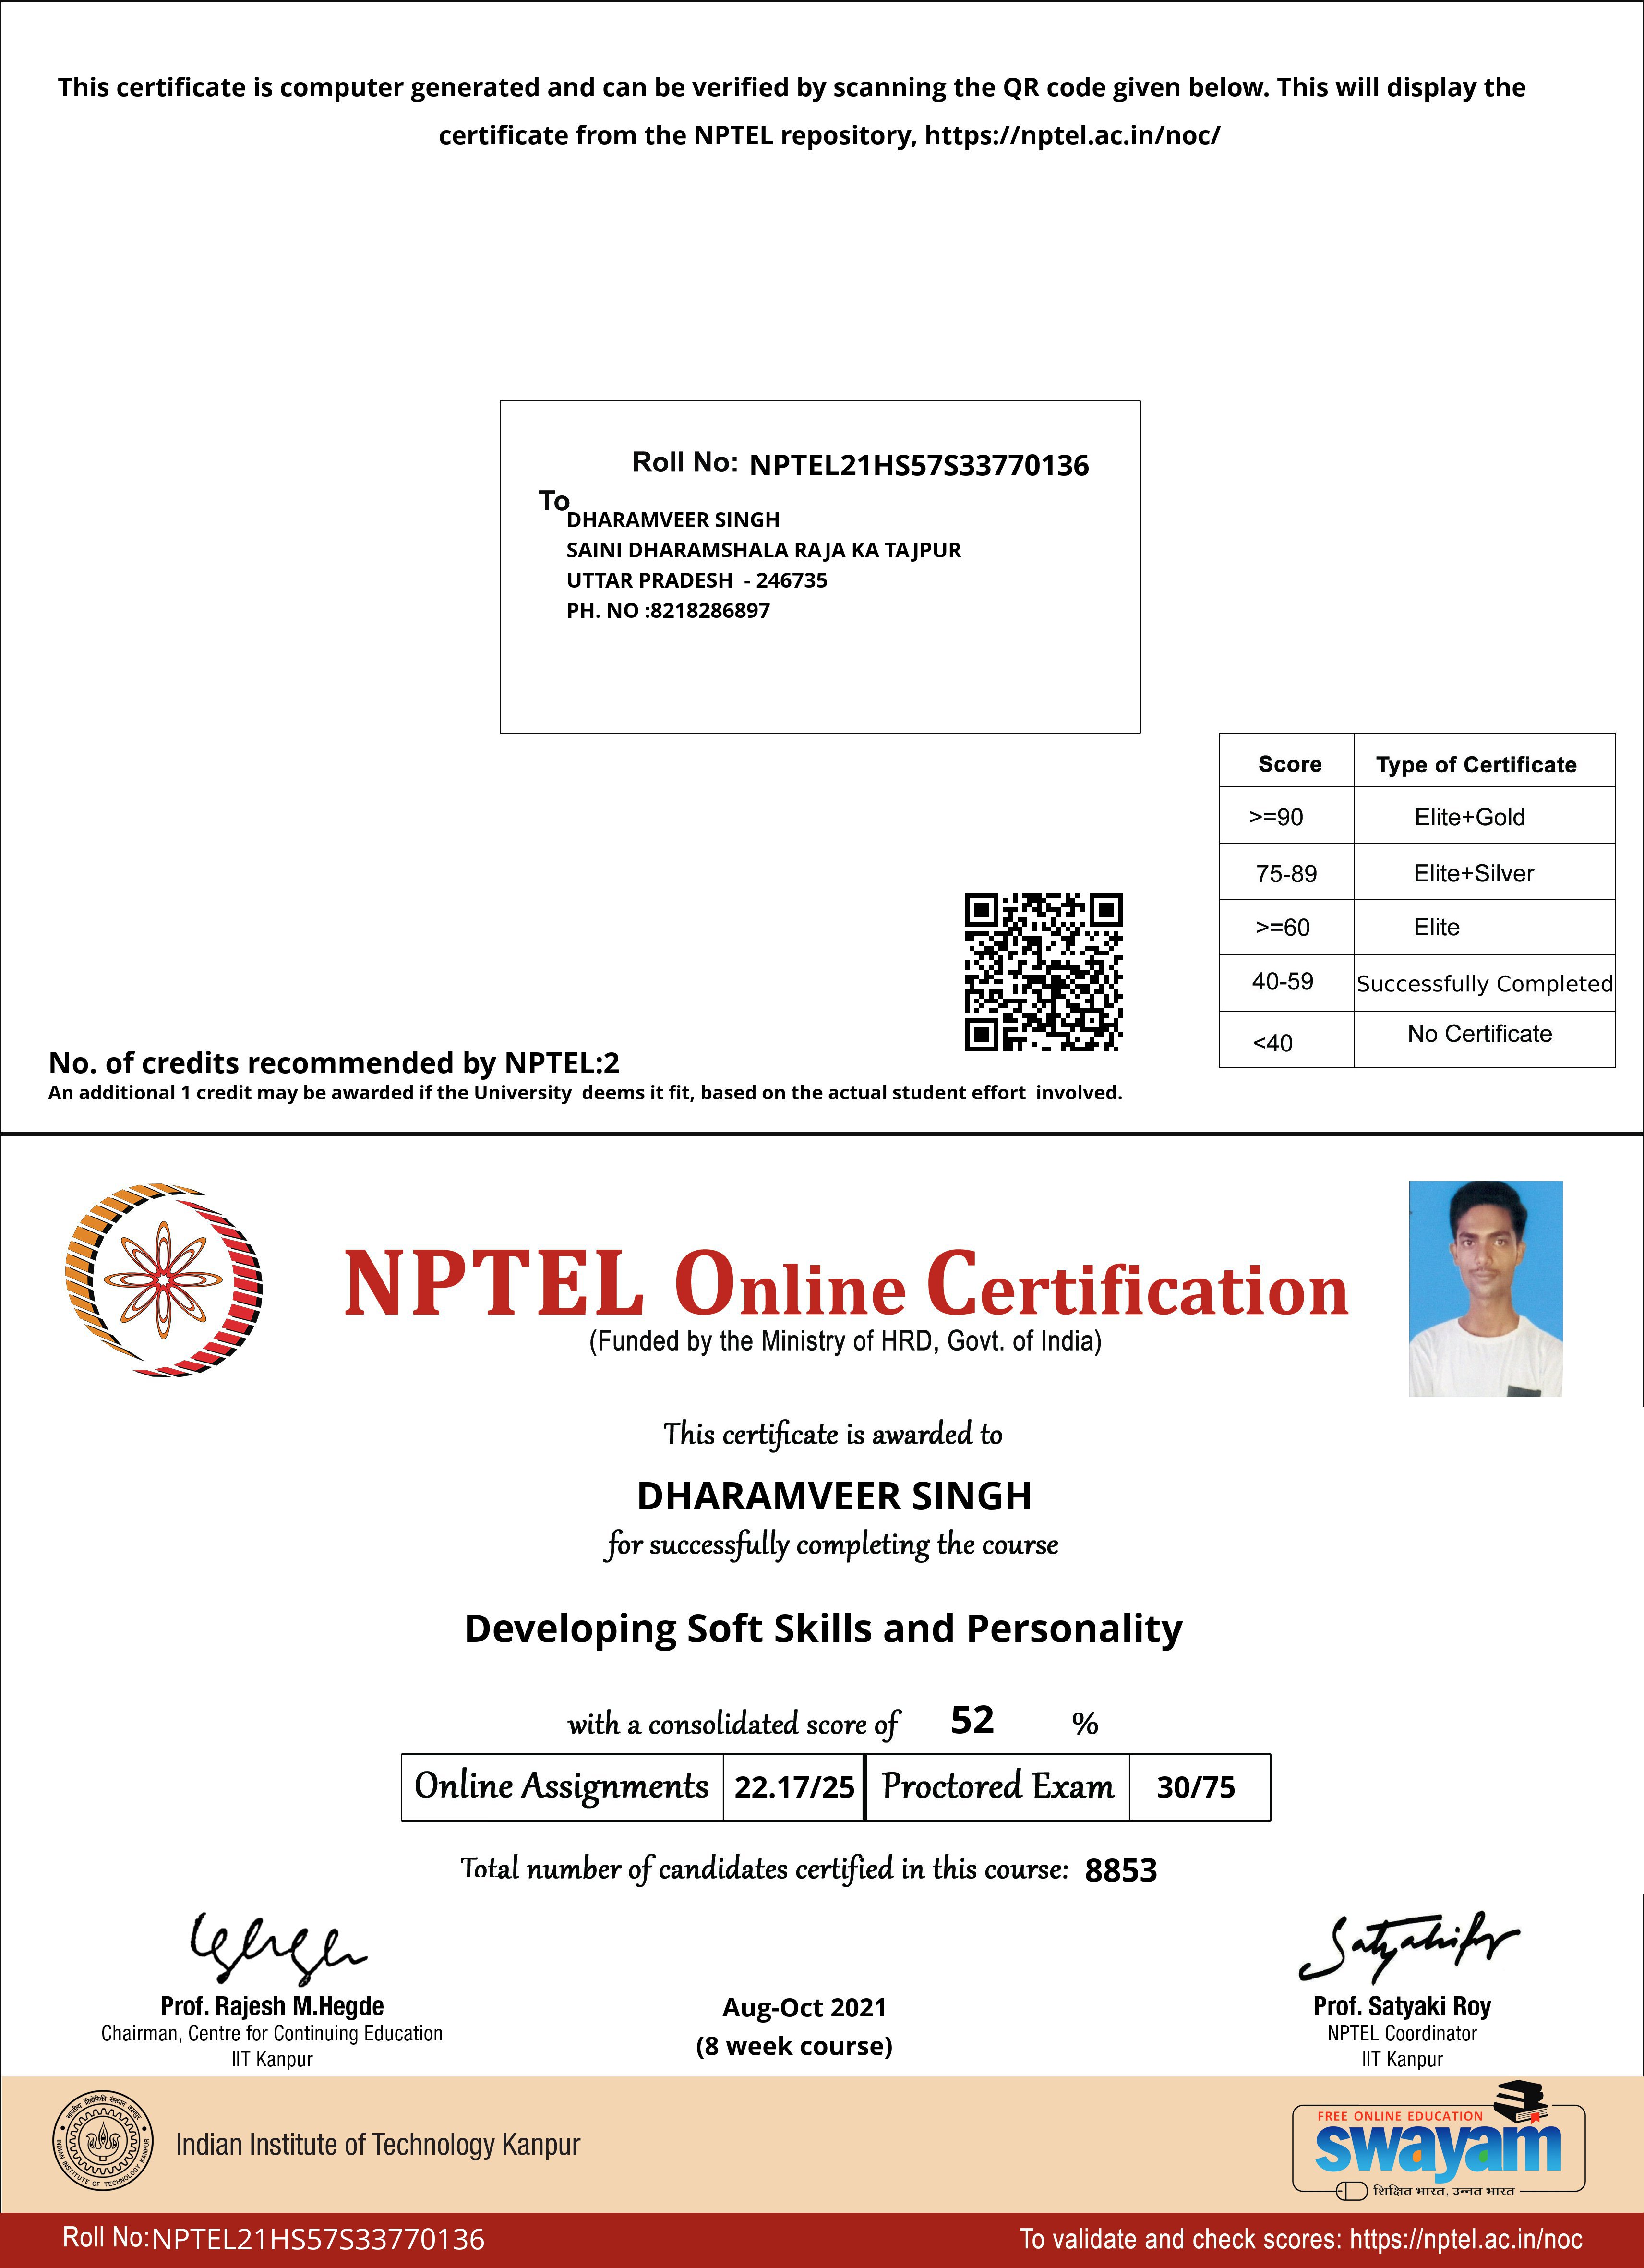 This certificate is computer generated and can be verified by scanning the QR code given below. This will display the
certificate from the NPTEL repository, https://nptel.ac.in/noc/
Roll No: NPTEL21HS57S33770136
To
DHARAMVEER SINGH
SAINI DHARAMSHALA RAJA KA TAJPUR
UTTAR PRADESH - 246735
PH. NO :8218286897
Score Type of Certificate
>=90 Elite+Gold
75-89 Elite+Silver
>=60 Elite
40-59 Successfully Completed
<40 No Certificate
No. of credits recommended by NPTEL:2
An additional 1 credit may be awarded if the University deems it fit, based on the actual student effort involved.
NPTEL Online Certification
(Funded by the Ministry of HRD, Govt. of India)
This certificate is awarded to
DHARAMVEER SINGH
for successfully completing the course
Developing Soft Skills and Personality
with a consolidated score of 52 %
Online Assignments 22.17/25 Proctored Exam 30/75
Total number of candidates certified in this course: 8853
Prof. Rajesh M.Hegde
Chairman, Centre for Continuing Education
IIT Kanpur
Aug-Oct 2021
(8 week course)
Prof. Satyaki Roy
NPTEL Coordinator
IIT Kanpur
भारतीय प्रौद्योगिकी संस्थान कानपुर
INDIAN INSTITUTE OF TECHNOLOGY KANPUR
Indian Institute of Technology Kanpur
FREE ONLINE EDUCATION
swayam
शिक्षित भारत, उन्नत भारत
Roll No:NPTEL21HS57S33770136
To validate and check scores: https://nptel.ac.in/noc